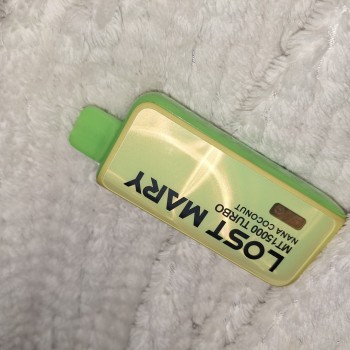 LOST MARY
MT15000 TURBO
NANA COCONUT